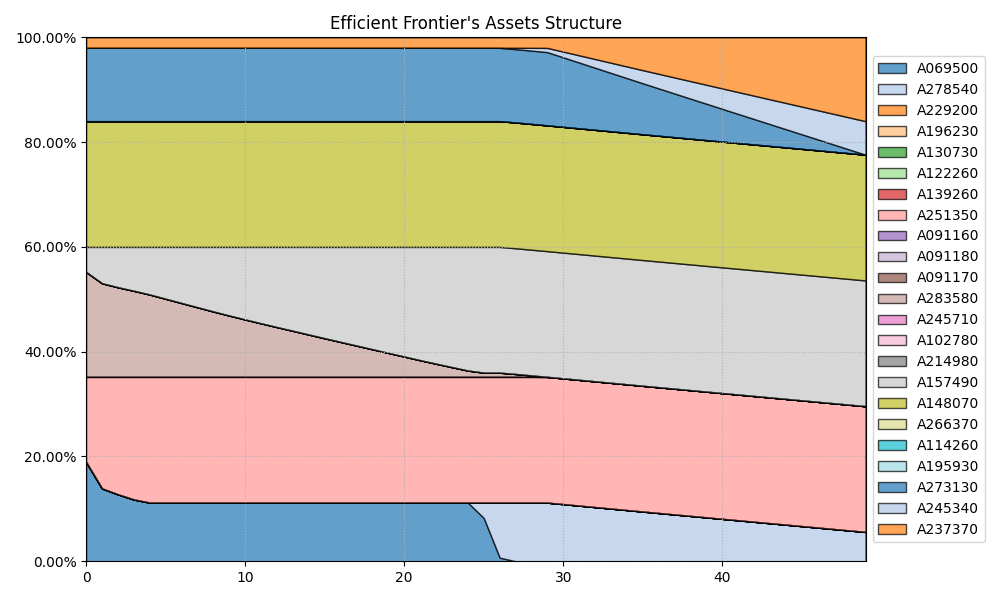 Efficient Frontier's Assets Structure
100.00%
80.00%
60.00%
40.00%
20.00%
0.00%
0 10 20 30 40
A069500
A278540
A229200
A196230
A130730
A122260
A139260
A251350
A091160
A091180
A091170
A283580
A245710
A102780
A214980
A157490
A148070
A266370
A114260
A195930
A273130
A245340
A237370